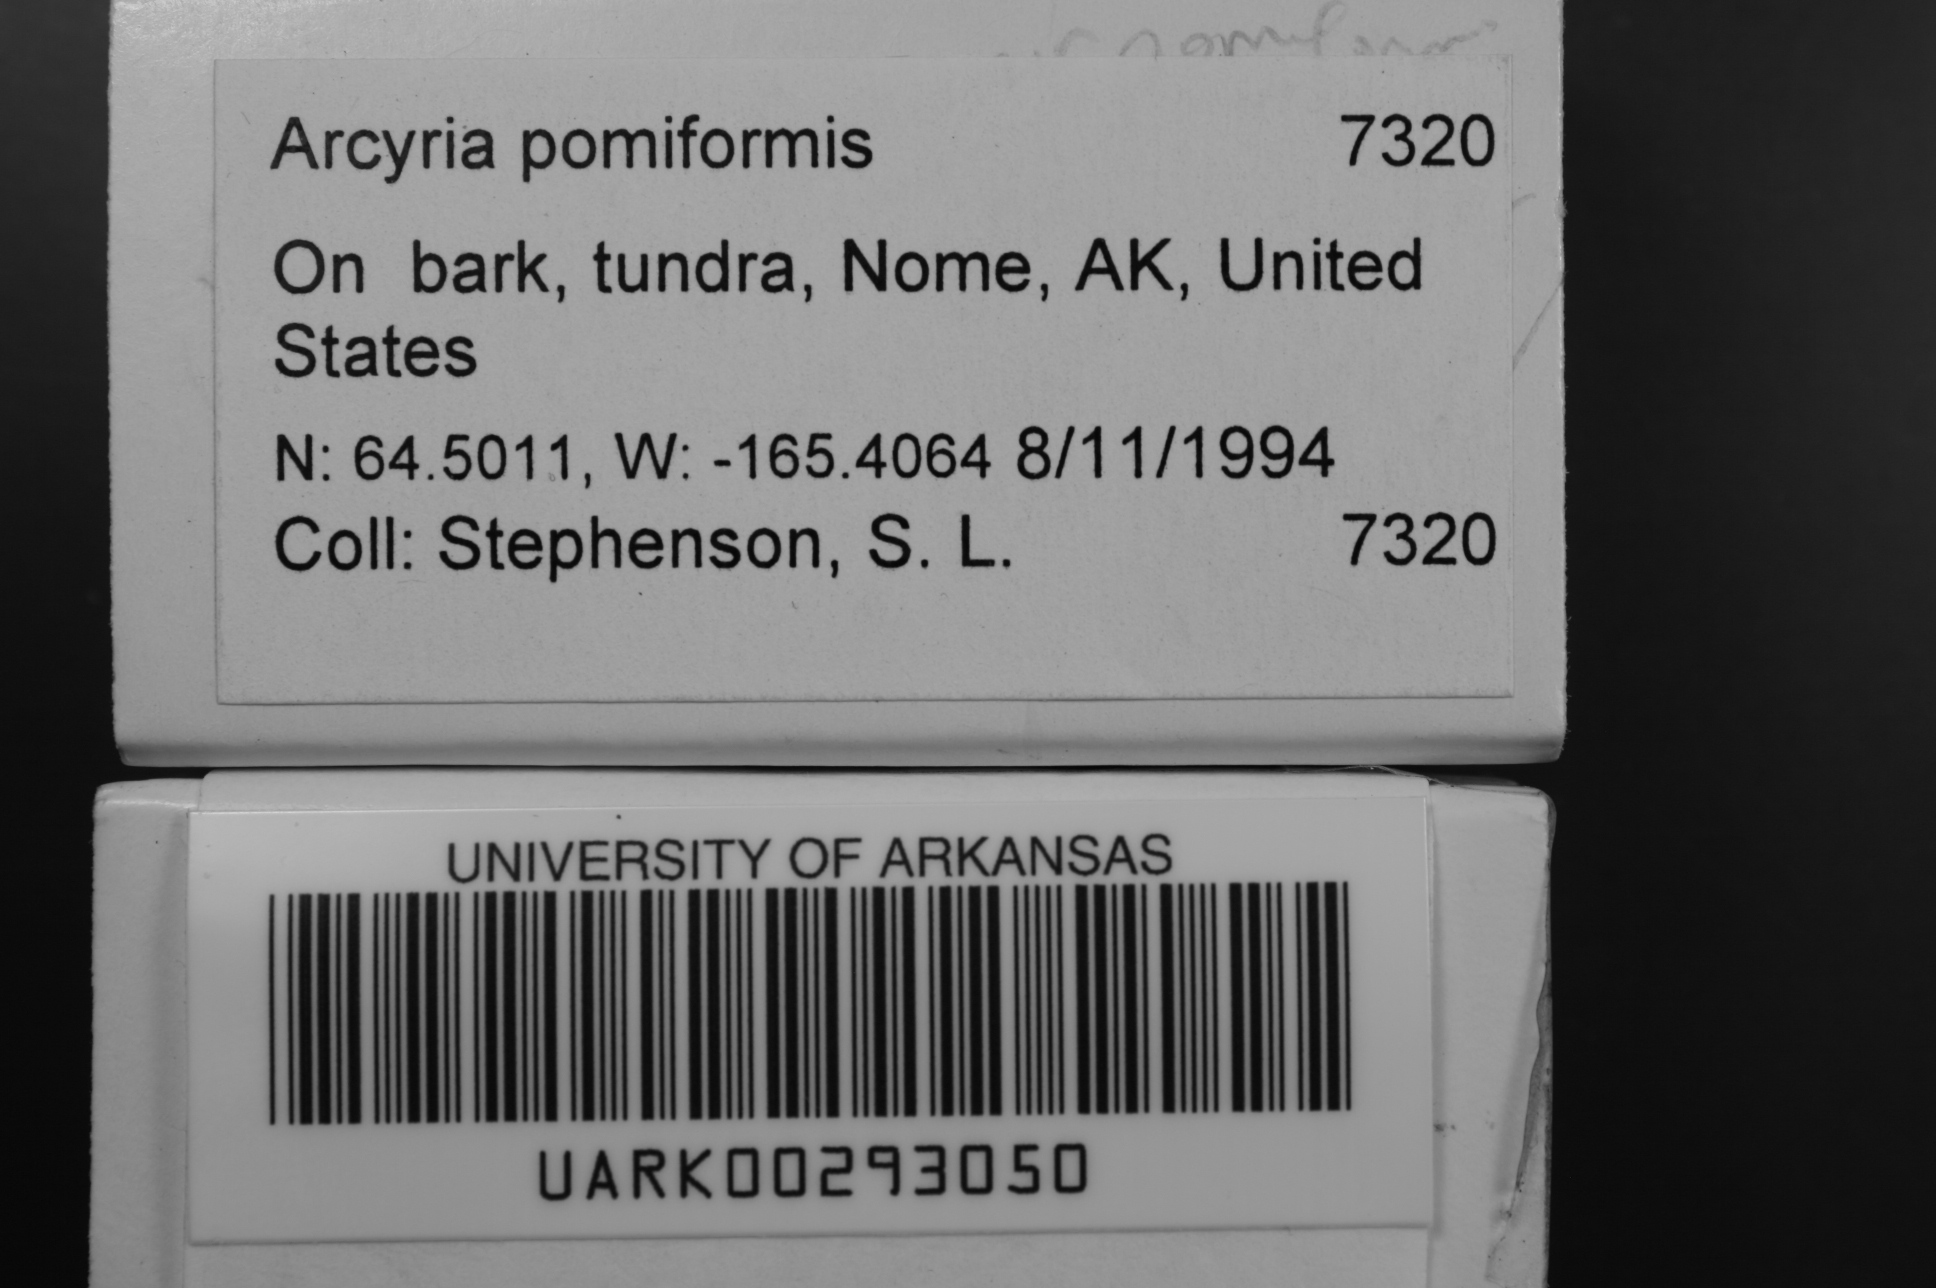 Arcyria pomiformis 7320
On bark, tundra, Nome, AK, United
States
N: 64.5011, W: -165.4064 8/11/1994
Coll: Stephenson, S. L. 7320
UNIVERSITY OF ARKANSAS
UARK00293050